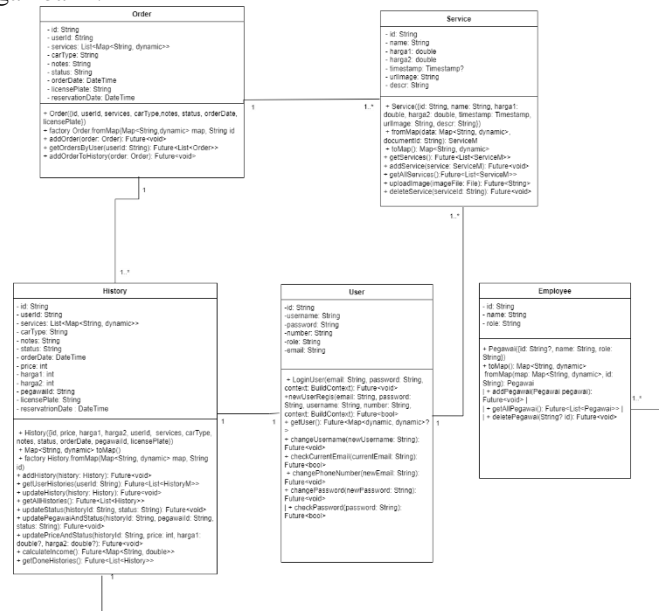 Order
- id: String
- userId: String
- services: List<Map<String, dynamic>>
- carType: String
- notes: String
- status: String
- orderDate: DateTime
- licensePlate: String
- reservationDate: DateTime
+ Order({id, userId, services, carType,notes, status, orderDate,
licensePlate})
+ factory Order.fromMap(Map<String,dynamic> map, String id
+ addOrder(order: Order): Future<void>
+ getOrdersByUser(userId: String): Future<List<Order>>
+ addOrderToHistory(order: Order): Future<void>
Service
- id: String
- name: String
- harga1: double
- harga2: double
- timestamp: Timestamp?
- urlImage: String
- descr: String
+ Service({id: String, name: String, harga1:
double, harga2: double, timestamp: Timestamp,
urlImage: String, descr: String})
+ fromMap(data: Map<String, dynamic>,
documentId: String): ServiceM
+ toMap(): Map<String, dynamic>
+ getServices(): Future<List<ServiceM>>
+ addService(service: ServiceM): Future<void>
+ getAllServices():Future<List<ServiceM>>
+ uploadImage(imageFile: File): Future<String>
+ deleteService(serviceId: String): Future<void>
1
1..*
1
1..*
1..*
History
- id: String
- userId: String
- services: List<Map<String, dynamic>>
- carType: String
- notes: String
- status: String
- orderDate: DateTime
- price: int
- harga1: int
- harga2: int
- pegawaiId: String
- licensePlate: String
- reservatrionDate : DateTime
+ History({id, price, harga1, harga2, userId, services, carType,
notes, status, orderDate, pegawaiId, licensePlate})
+ Map<String, dynamic> toMap()
+ factory History.fromMap(Map<String, dynamic> map, String
id)
+ addHistory(history: History): Future<void>
+ getUserHistories(userId: String): Future<List<HistoryM>>
+ updateHistory(history: History): Future<void>
+ getAllHistories(): Future<List<History>>
+ updateStatus(historyId: String, status: String): Future<void>
+ updatePegawaiAndStatus(historyId: String, pegawaiId: String,
status: String): Future<void>
+ updatePriceAndStatus(historyId: String, price: int, harga1:
double?, harga2: double?): Future<void>
+ calculateIncome(): Future<Map<String, double>>
+ getDoneHistories(): Future<List<History>>
User
-id: String
-username: String
-password: String
-number: String
-role: String
-email: String
+ LoginUser(email: String, password: String,
context: BuildContext): Future<void>
+newUserRegis(email: String, password:
String, username: String, number: String,
context: BuildContext): Future<void>
+ getUser(): Future<Map<dynamic, dynamic>?
>
+ changeUsername(newUsername: String):
Future<void>
+ checkCurrentEmail(currentEmail: String):
Future<bool>
+ changePhoneNumber(newEmail: String):
Future<void>
+ changePassword(newPassword: String):
Future<void>
| + checkPassword(password: String):
Future<bool>
Employee
- id: String
- name: String
- role: String
+ Pegawai({id: String?, name: String, role:
String})
+ toMap(): Map<String, dynamic>
fromMap(map: Map<String, dynamic>, id:
String): Pegawai
| + addPegawai(Pegawai pegawai):
Future<void> |
| + getAllPegawai(): Future<List<Pegawai>> |
| + deletePegawai(String? id): Future<void>
1
1
1
1..*
1